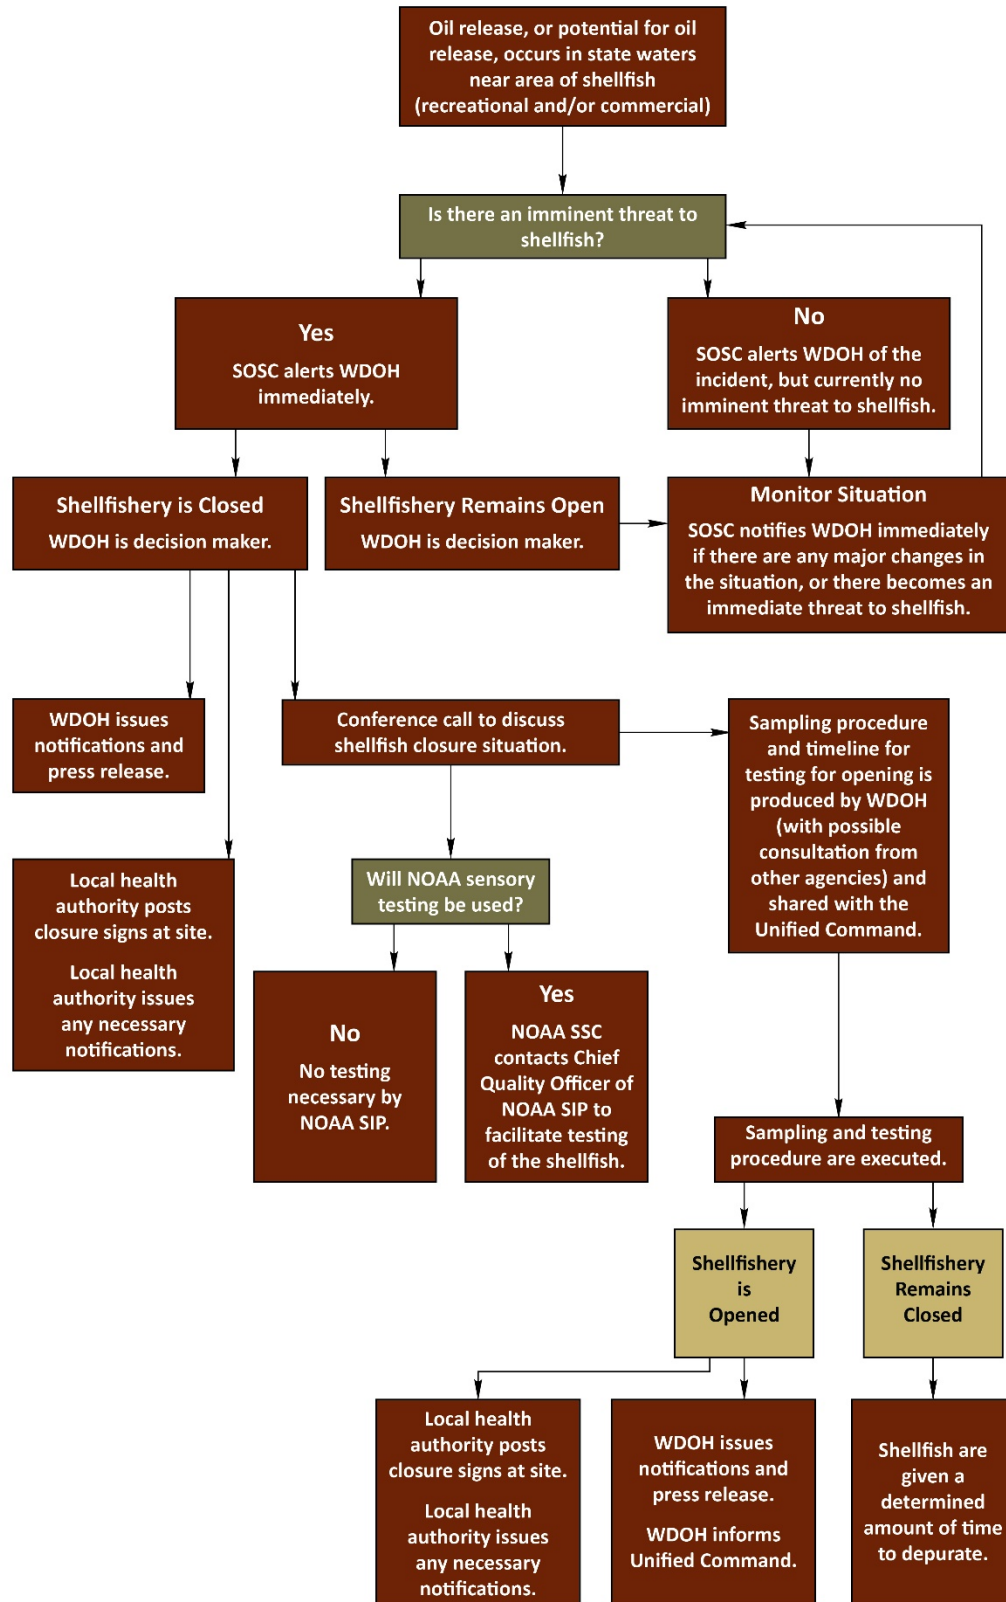 Oil release, or potential for oil
release, occurs in state waters
near area of shellfish
(recreational and/or commercial)
Is there an imminent threat to
shellfish?
Yes
SOSC alerts WDOH
immediately.
No
SOSC alerts WDOH of the
incident, but currently no
imminent threat to shellfish.
Shellfishery is Closed
WDOH is decision maker.
Shellfishery Remains Open
WDOH is decision maker.
Monitor Situation
SOSC notifies WDOH immediately
if there are any major changes in
the situation, or there becomes an
immediate threat to shellfish.
WDOH issues
notifications and
press release.
Conference call to discuss
shellfish closure situation.
Sampling procedure
and timeline for
testing for opening is
produced by WDOH
(with possible
consultation from
other agencies) and
shared with the
Unified Command.
Local health
authority posts
closure signs at site.
Local health
authority issues
any necessary
notifications.
Will NOAA sensory
testing be used?
No
No testing
necessary by
NOAA SIP.
Yes
NOAA SSC
contacts Chief
Quality Officer of
NOAA SIP to
facilitate testing
of the shellfish.
Sampling and testing
procedure are executed.
Shellfishery
is
Opened
Shellfishery
Remains
Closed
Local health
authority posts
closure signs at site.
Local health
authority issues
any necessary
notifications.
WDOH issues
notifications and
press release.
WDOH informs
Unified Command.
Shellfish are
given a
determined
amount of time
to depurate.